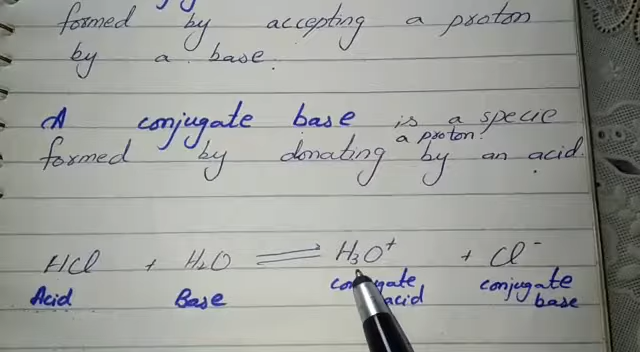 formed by accepting a proton
by a base.
A conjugate base is a specie
a proton.
formed by donating by an acid.
HCl + H₂O ⇌ H₃O⁺ + Cl⁻
Acid Base conjugate acid conjugate base